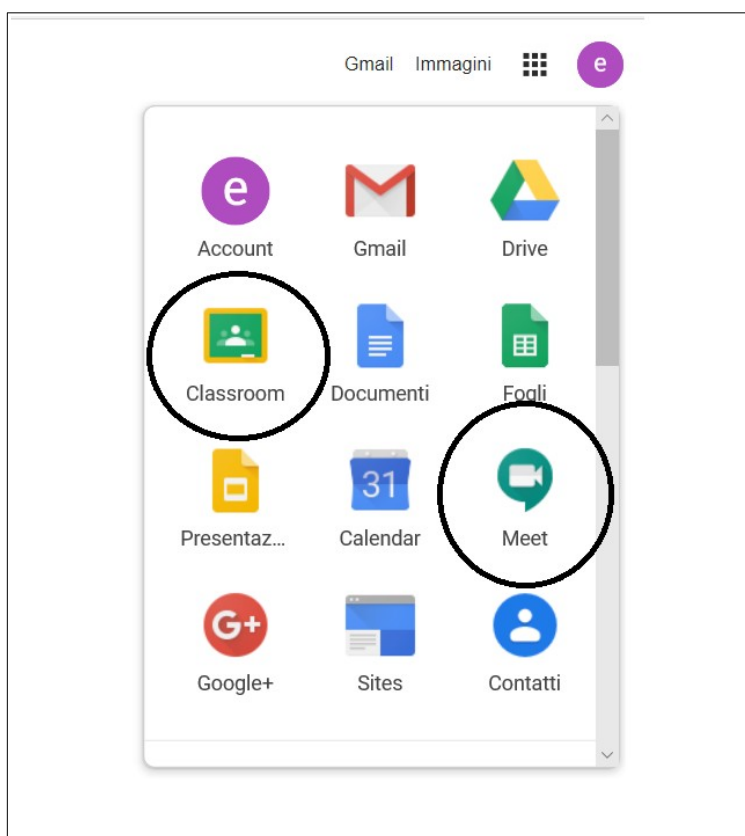 Gmail Immagini e
e
Account Gmail Drive
Classroom Documenti Fogli
31
Presentaz... Calendar Meet
G+
Google+ Sites Contatti